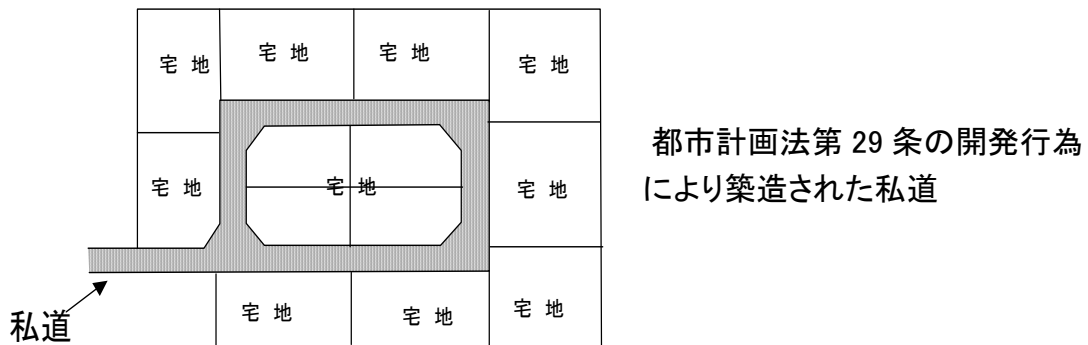 宅 地
宅 地
宅 地
宅 地
都市計画法第 29 条の開発行為
により築造された私道
宅 地
宅 地
宅 地
私道
宅 地
宅 地
宅 地